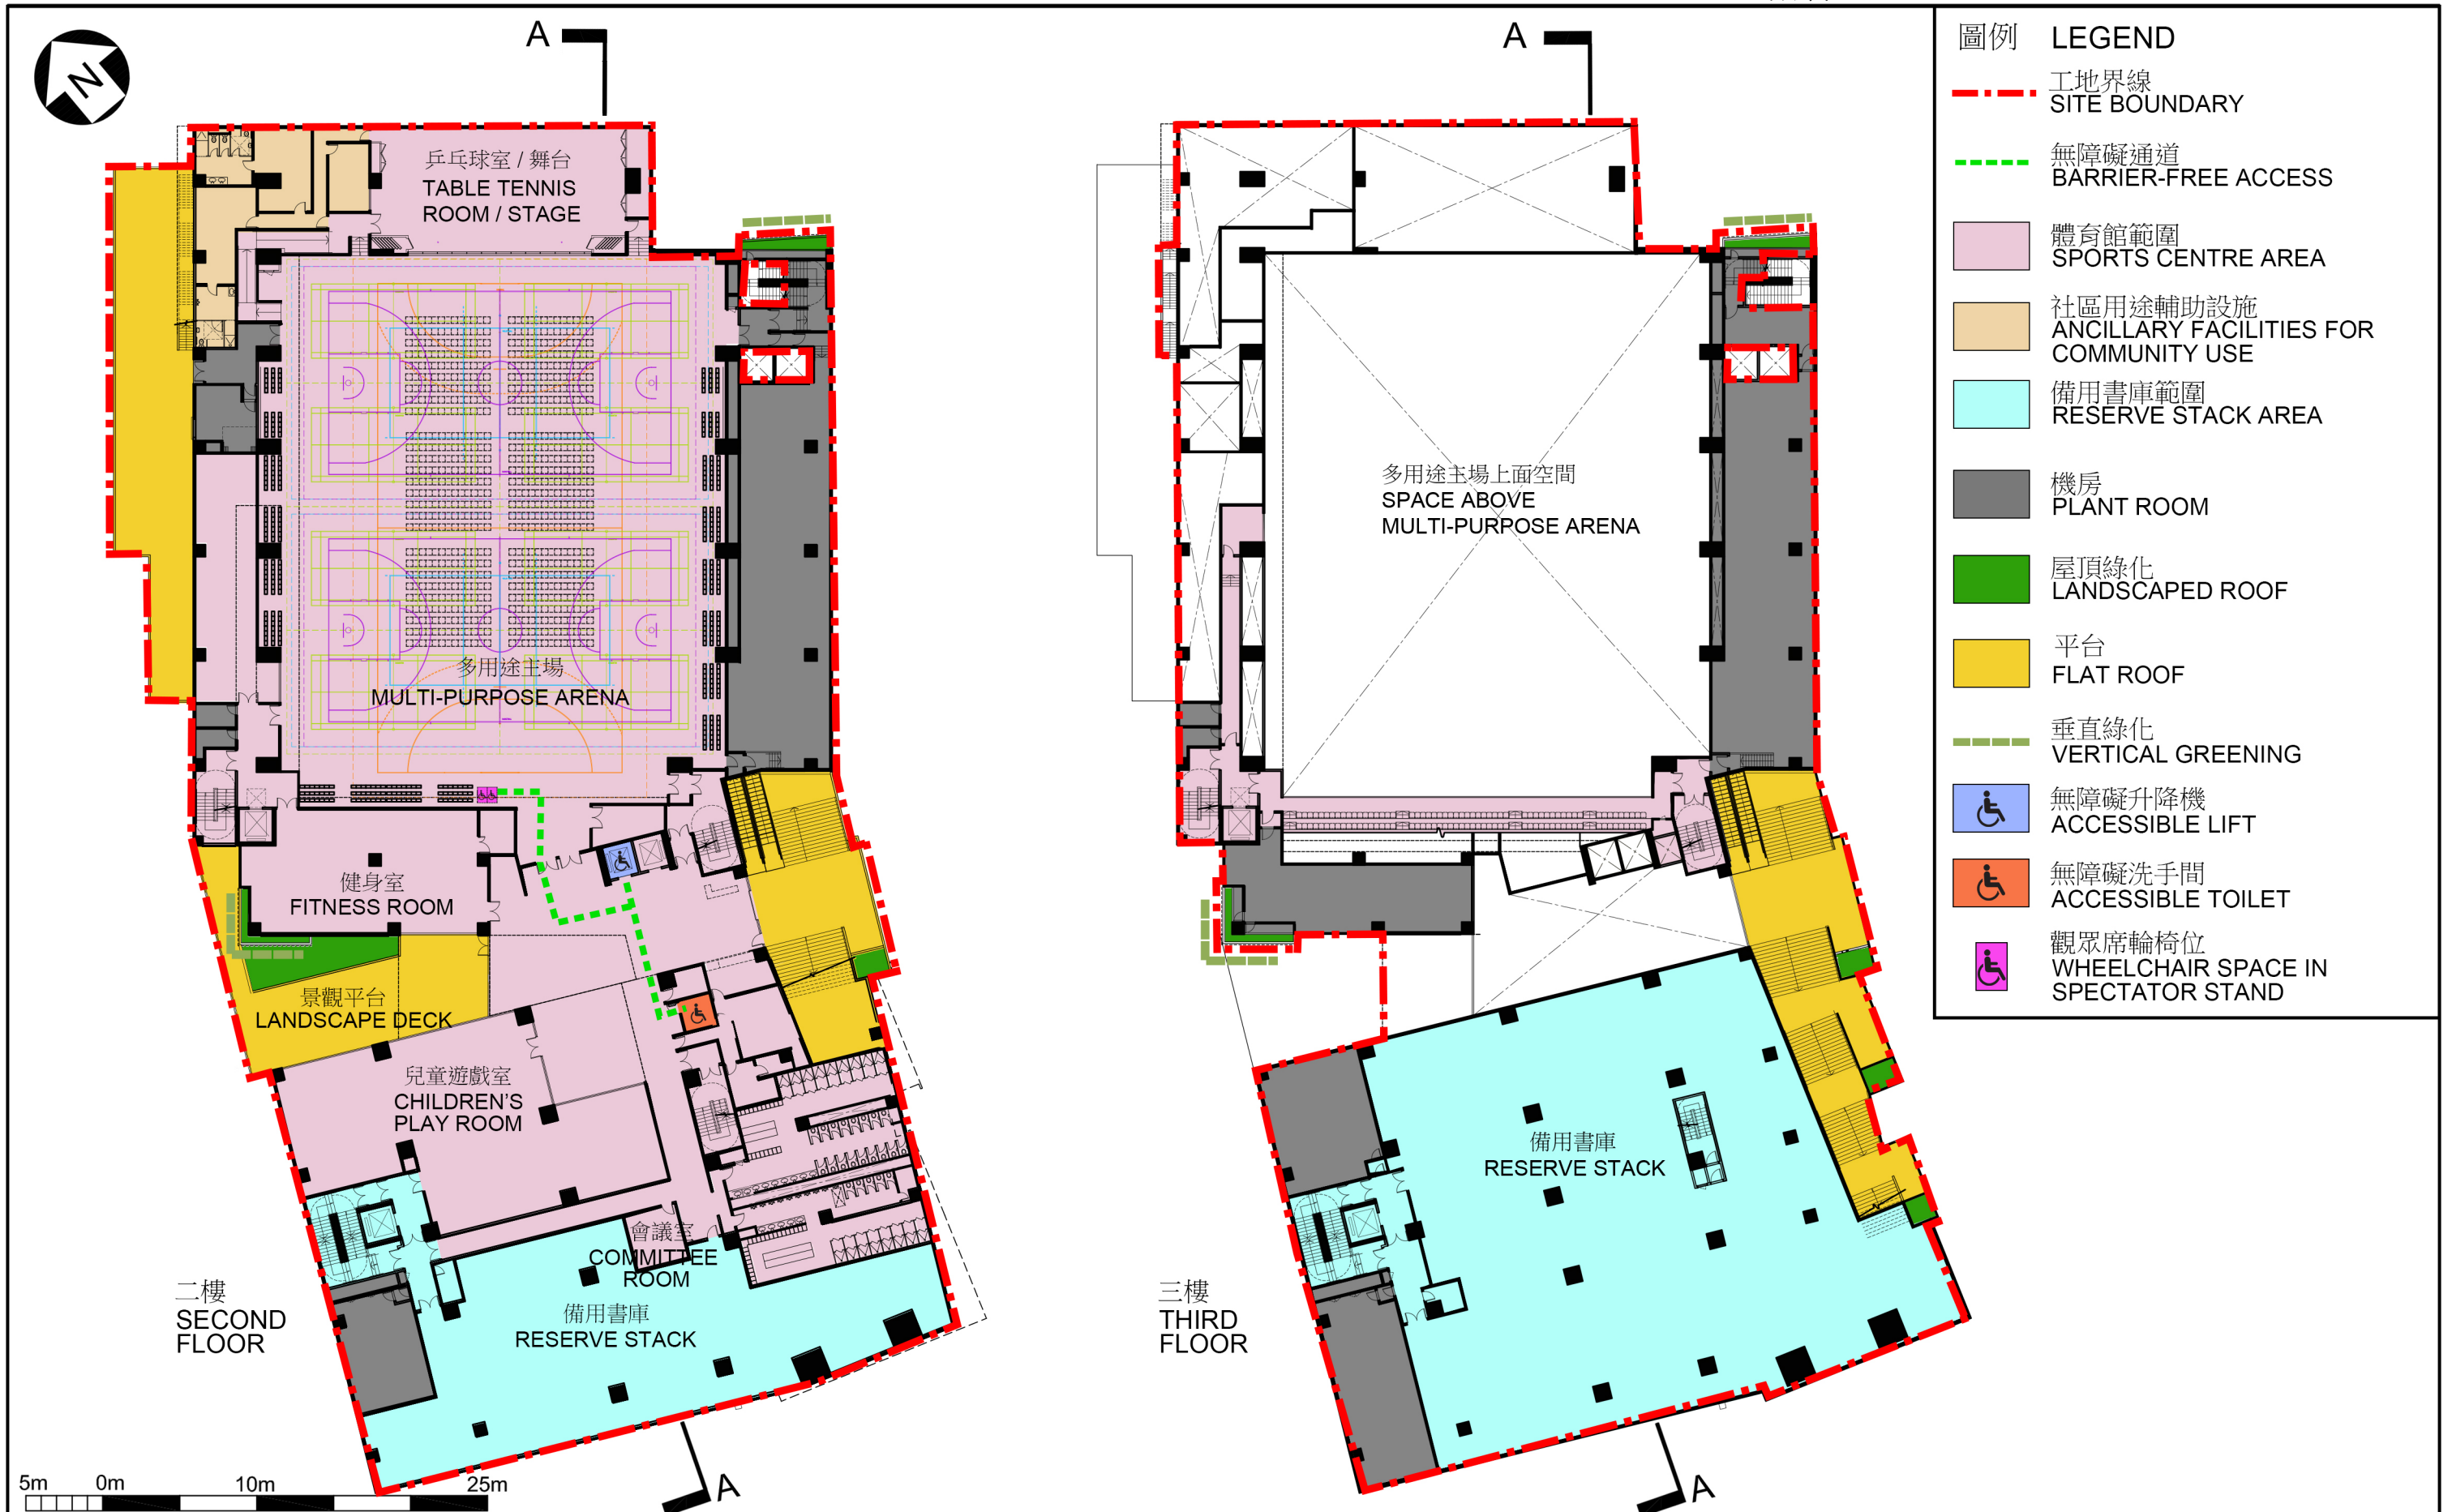 A
A
N
乒乓球室 / 舞台
TABLE TENNIS
ROOM / STAGE
多用途主場
MULTI-PURPOSE ARENA
健身室
FITNESS ROOM
景觀平台
LANDSCAPE DECK
兒童遊戲室
CHILDREN'S
PLAY ROOM
會議室
COMMITTEE
ROOM
備用書庫
RESERVE STACK
二樓
SECOND
FLOOR
A
5m 0m 10m 25m
多用途主場上面空間
SPACE ABOVE
MULTI-PURPOSE ARENA
備用書庫
RESERVE STACK
三樓
THIRD
FLOOR
A
圖例 LEGEND
工地界線
SITE BOUNDARY
無障礙通道
BARRIER-FREE ACCESS
體育館範圍
SPORTS CENTRE AREA
社區用途輔助設施
ANCILLARY FACILITIES FOR
COMMUNITY USE
備用書庫範圍
RESERVE STACK AREA
機房
PLANT ROOM
屋頂綠化
LANDSCAPED ROOF
平台
FLAT ROOF
垂直綠化
VERTICAL GREENING
無障礙升降機
ACCESSIBLE LIFT
無障礙洗手間
ACCESSIBLE TOILET
觀眾席輪椅位
WHEELCHAIR SPACE IN
SPECTATOR STAND